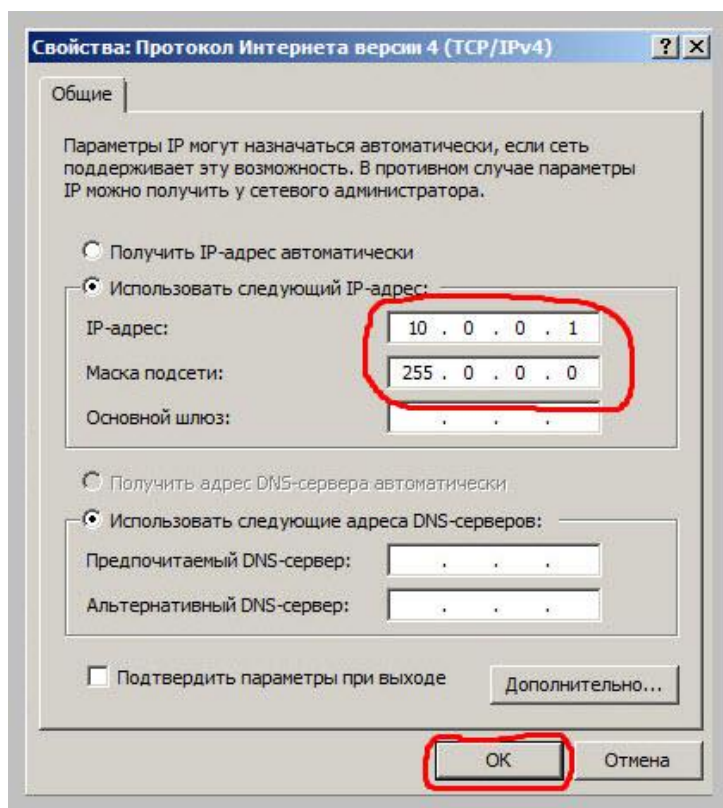 Свойства: Протокол Интернета версии 4 (TCP/IPv4)
Общие
Параметры IP могут назначаться автоматически, если сеть
поддерживает эту возможность. В противном случае параметры
IP можно получить у сетевого администратора.
Получить IP-адрес автоматически
Использовать следующий IP-адрес:
IP-адрес: 10 . 0 . 0 . 1
Маска подсети: 255 . 0 . 0 . 0
Основной шлюз: . . .
Получить адрес DNS-сервера автоматически
Использовать следующие адреса DNS-серверов:
Предпочитаемый DNS-сервер: . . .
Альтернативный DNS-сервер: . . .
Подтвердить параметры при выходе
Дополнительно...
OK Отмена